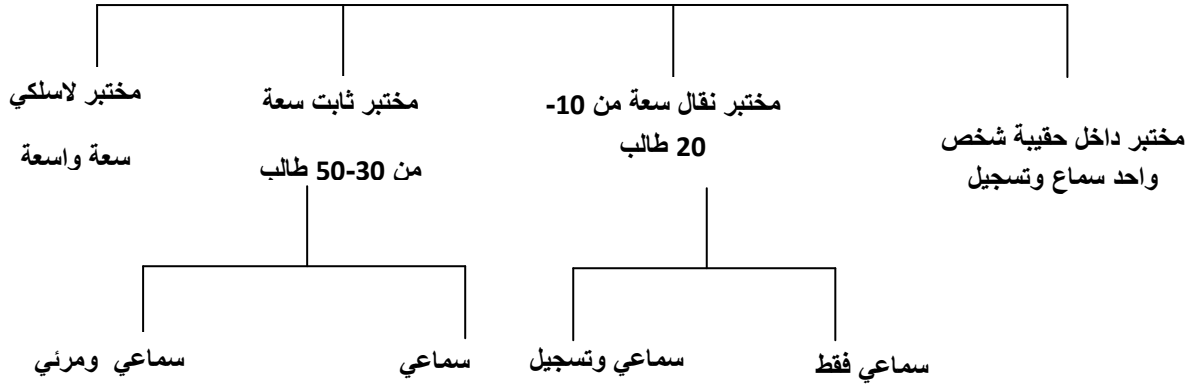 مختبر داخل حقيبة شخص
واحد سماع وتسجيل
مختبر نقال سعة من 10-
20 طالب
مختبر ثابت سعة
من 30-50 طالب
مختبر لاسلكي
سعة واسعة
سماعي فقط
سماعي وتسجيل
سماعي
سماعي ومرئي